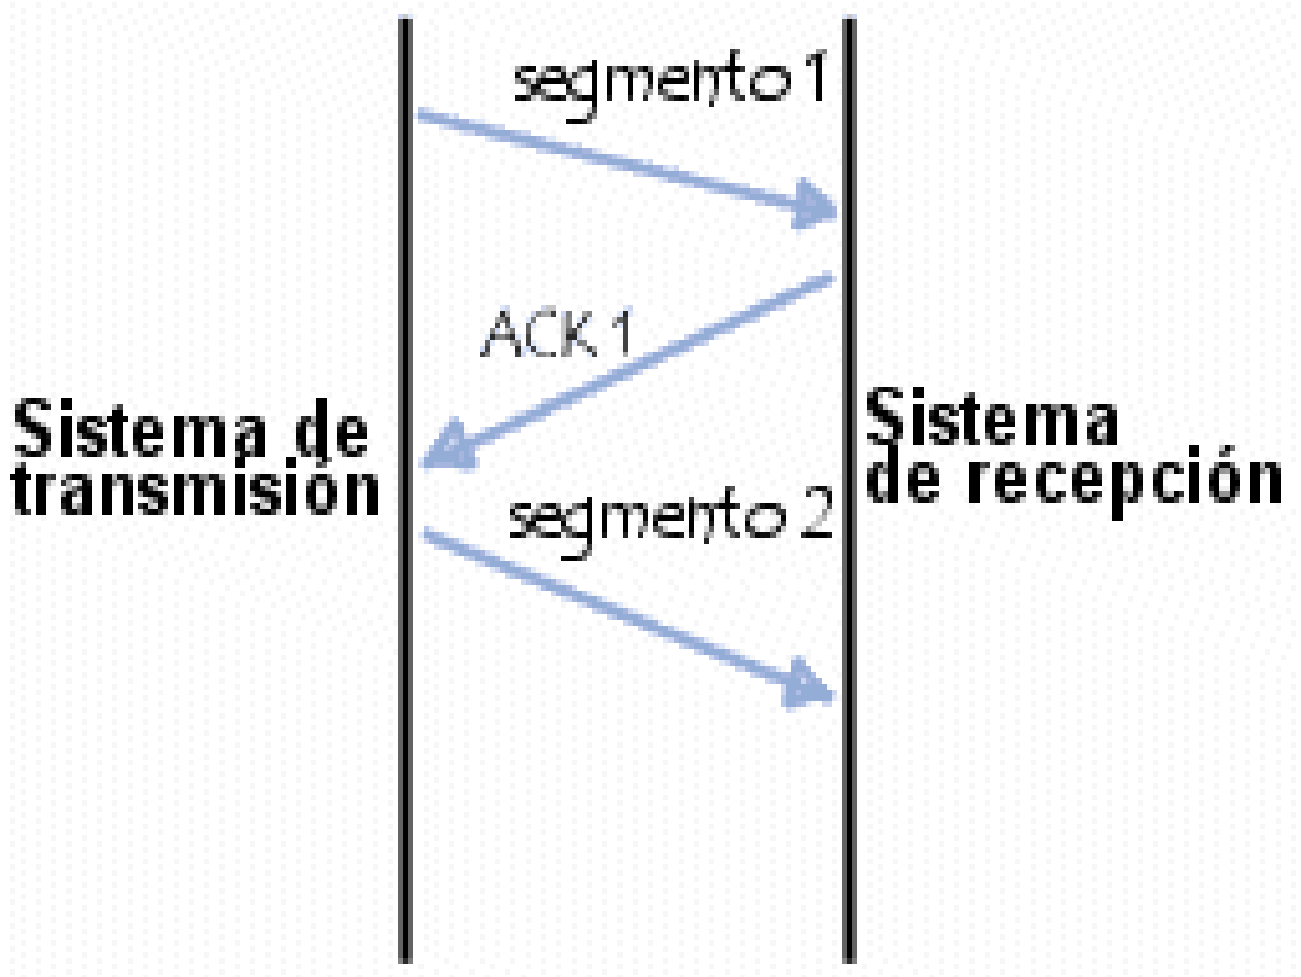 segmento 1
ACK 1
Sistema de
transmisión
Sistema
de recepción
segmento 2